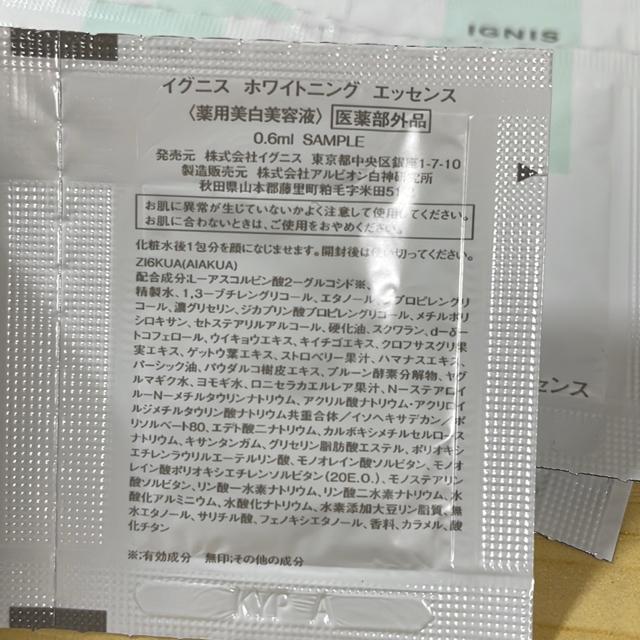 IGNIS
イグニス ホワイトニング エッセンス
〈薬用美白美容液〉 医薬部外品
0.6ml SAMPLE
発売元 株式会社イグニス 東京都中央区銀座1-7-10
製造販売元 株式会社アルビオン白神研究所
秋田県山本郡藤里町粕毛字米田51
お肌に異常が生じていないかよく注意して使用してください。
お肌に合わないときは、ご使用をおやめください。
化粧水後1包分を顔になじませます。開封後は使い切ってください。
ZI6KUA(AIAKUA)
配合成分:L-アスコルビン酸2-グルコシド※、
精製水、1,3-ブチレングリコール、エタノール、ジプロピレングリ
コール、濃グリセリン、ジカプリン酸プロピレングリコール、メチルポリ
シロキサン、セトステアリルアルコール、硬化油、スクワラン、d-δ-
トコフェロール、ウイキョウエキス、キイチゴエキス、クロフサスグリ果
実エキス、ゲットウ葉エキス、ストロベリー果汁、ハマナスエキス、
パーシック油、パウダルコ樹皮エキス、プルーン酵素分解物、ヤグ
ルマギク水、ヨモギ水、ロニセラカエルレア果汁、N-ステアロイ
ル-N-メチルタウリンナトリウム、アクリル酸ナトリウム・アクリロイ
ルジメチルタウリン酸ナトリウム共重合体/イソヘキサデカン/ポ
リソルベート80、エデト酸二ナトリウム、カルボキシメチルセルロース
ナトリウム、キサンタンガム、グリセリン脂肪酸エステル、ポリオキシ
エチレンラウリルエーテルリン酸、モノオレイン酸ソルビタン、モノオ
レイン酸ポリオキシエチレンソルビタン(20E.O.)、モノステアリン
酸ソルビタン、リン酸一水素ナトリウム、リン酸二水素ナトリウム、水
酸化アルミニウム、水酸化ナトリウム、水素添加大豆リン脂質、無
水エタノール、サリチル酸、フェノキシエタノール、香料、カラメル、酸
化チタン
※;有効成分 無印;その他の成分
センス